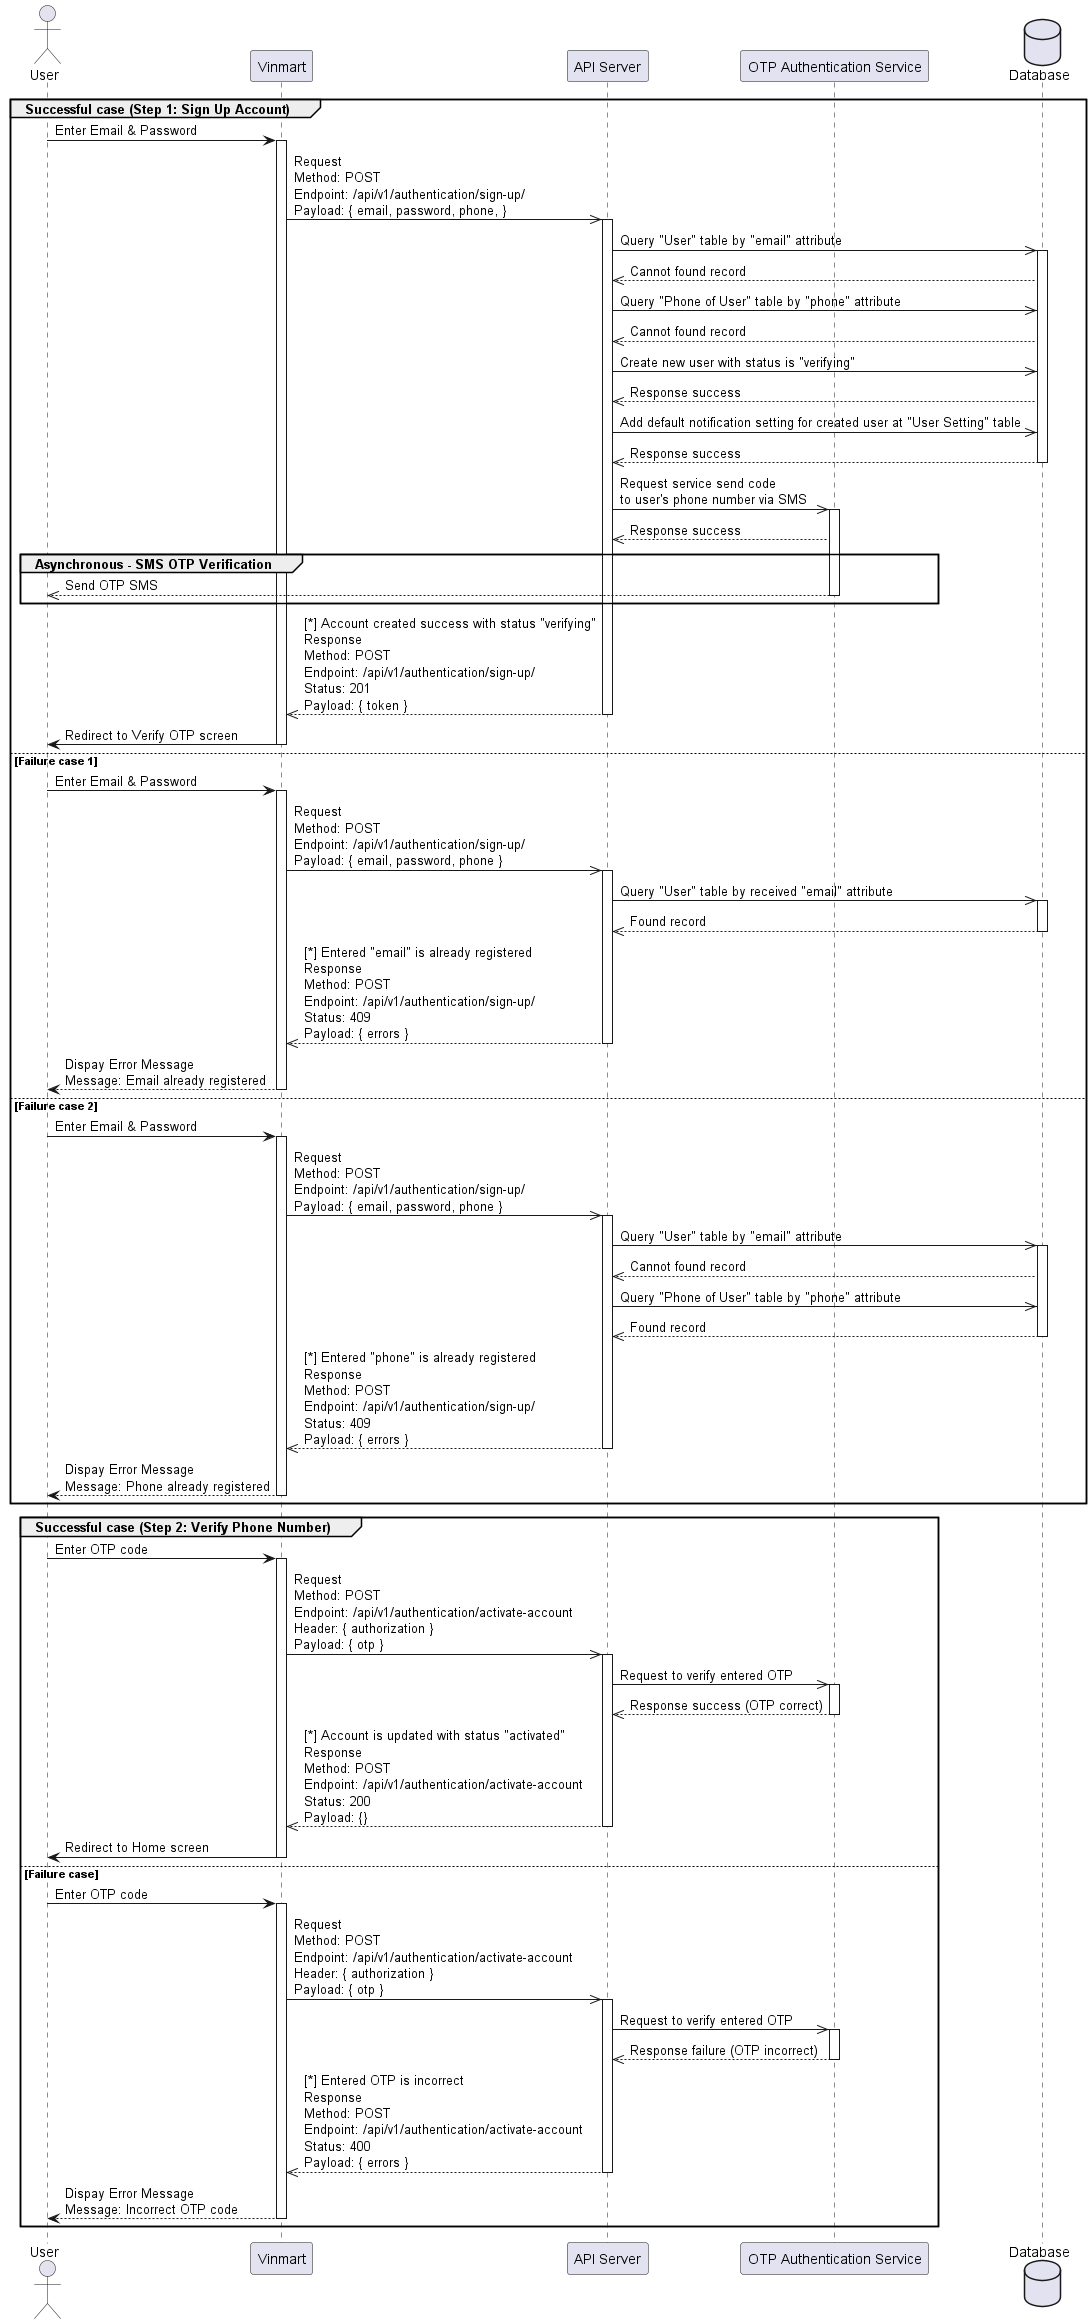 User
Vinmart
API Server
OTP Authentication Service
Database
Successful case (Step 1: Sign Up Account)
Enter Email & Password
Request
Method: POST
Endpoint: /api/v1/authentication/sign-up/
Payload: { email, password, phone, }
Query "User" table by "email" attribute
Cannot found record
Query "Phone of User" table by "phone" attribute
Cannot found record
Create new user with status is "verifying"
Response success
Add default notification setting for created user at "User Setting" table
Response success
Request service send code
to user's phone number via SMS
Response success
Asynchronous - SMS OTP Verification
Send OTP SMS
[*] Account created success with status "verifying"
Response
Method: POST
Endpoint: /api/v1/authentication/sign-up/
Status: 201
Payload: { token }
Redirect to Verify OTP screen
[Failure case 1]
Enter Email & Password
Request
Method: POST
Endpoint: /api/v1/authentication/sign-up/
Payload: { email, password, phone }
Query "User" table by received "email" attribute
Found record
[*] Entered "email" is already registered
Response
Method: POST
Endpoint: /api/v1/authentication/sign-up/
Status: 409
Payload: { errors }
Dispay Error Message
Message: Email already registered
[Failure case 2]
Enter Email & Password
Request
Method: POST
Endpoint: /api/v1/authentication/sign-up/
Payload: { email, password, phone }
Query "User" table by "email" attribute
Cannot found record
Query "Phone of User" table by "phone" attribute
Found record
[*] Entered "phone" is already registered
Response
Method: POST
Endpoint: /api/v1/authentication/sign-up/
Status: 409
Payload: { errors }
Dispay Error Message
Message: Phone already registered
Successful case (Step 2: Verify Phone Number)
Enter OTP code
Request
Method: POST
Endpoint: /api/v1/authentication/activate-account
Header: { authorization }
Payload: { otp }
Request to verify entered OTP
Response success (OTP correct)
[*] Account is updated with status "activated"
Response
Method: POST
Endpoint: /api/v1/authentication/activate-account
Status: 200
Payload: {}
Redirect to Home screen
[Failure case]
Enter OTP code
Request
Method: POST
Endpoint: /api/v1/authentication/activate-account
Header: { authorization }
Payload: { otp }
Request to verify entered OTP
Response failure (OTP incorrect)
[*] Entered OTP is incorrect
Response
Method: POST
Endpoint: /api/v1/authentication/activate-account
Status: 400
Payload: { errors }
Dispay Error Message
Message: Incorrect OTP code
User
Vinmart
API Server
OTP Authentication Service
Database